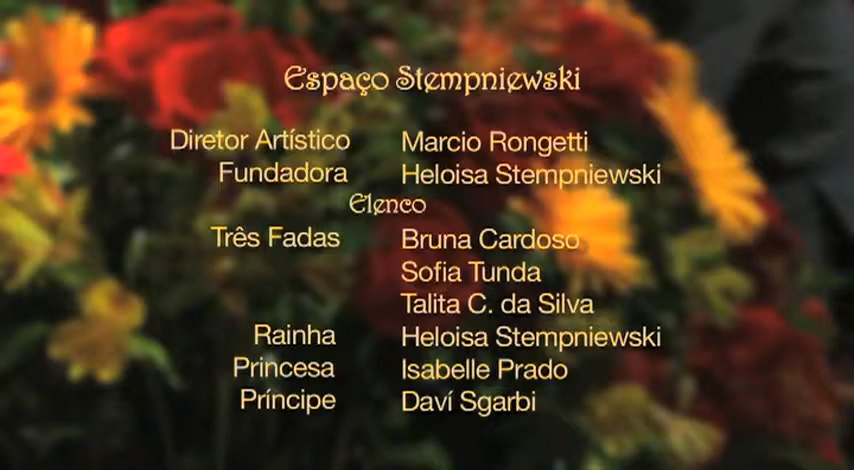 Espaço Stempniewski
Diretor Artístico Marcio Rongetti
Fundadora Heloisa Stempniewski
Elenco
Três Fadas Bruna Cardoso
Sofia Tunda
Talita C. da Silva
Rainha Heloisa Stempniewski
Princesa Isabelle Prado
Príncipe Daví Sgarbi